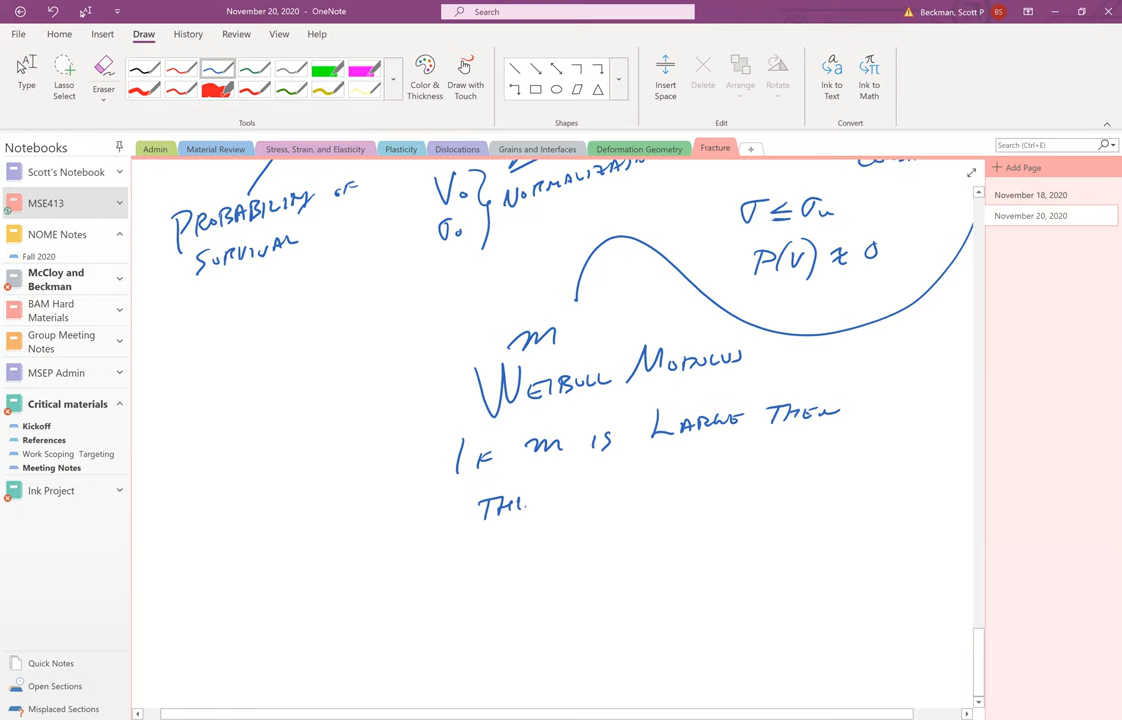 November 20, 2020 - OneNote
Search
Beckman, Scott P
BS
File
Home
Insert
Draw
History
Review
View
Help
Type
Lasso
Select
Eraser
Color &
Thickness
Draw with
Touch
Insert
Space
Delete
Arrange
Rotate
Ink to
Text
Ink to
Math
Tools
Shapes
Edit
Convert
Notebooks
Admin
Material Review
Stress, Strain, and Elasticity
Plasticity
Dislocations
Grains and Interfaces
Deformation Geometry
Fracture
Search (Ctrl+E)
Scott's Notebook
MSE413
NOME Notes
Fall 2020
McCloy and
Beckman
BAM Hard
Materials
Group Meeting
Notes
MSEP Admin
Critical materials
Kickoff
References
Work Scoping Targeting
Meeting Notes
Ink Project
Quick Notes
Open Sections
Misplaced Sections
Add Page
November 18, 2020
November 20, 2020
PROBABILITY OF
SURVIVAL
V₀
σ₀
NORMALIZATION
σ ≤ σᵤ
P(V) ≠ 0
m
WEIBULL MODULUS
IF m IS LARGE THEN
THI